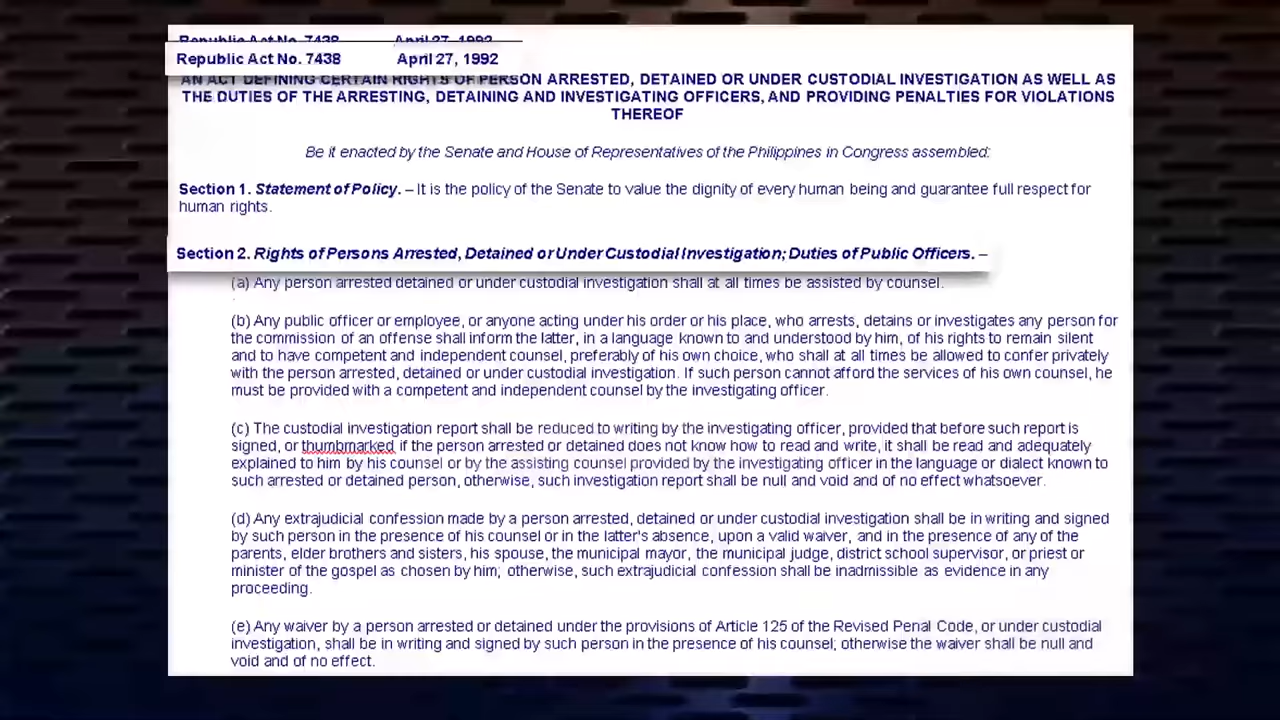 Republic Act No. 7438 April 27, 1992
Republic Act No. 7438 April 27, 1992
AN ACT DEFINING CERTAIN RIGHTS OF PERSON ARRESTED, DETAINED OR UNDER CUSTODIAL INVESTIGATION AS WELL AS
THE DUTIES OF THE ARRESTING, DETAINING AND INVESTIGATING OFFICERS, AND PROVIDING PENALTIES FOR VIOLATIONS
THEREOF
Be it enacted by the Senate and House of Representatives of the Philippines in Congress assembled:
Section 1. Statement of Policy. – It is the policy of the Senate to value the dignity of every human being and guarantee full respect for
human rights.
Section 2. Rights of Persons Arrested, Detained or Under Custodial Investigation; Duties of Public Officers. –
(a) Any person arrested detained or under custodial investigation shall at all times be assisted by counsel.
(b) Any public officer or employee, or anyone acting under his order or his place, who arrests, detains or investigates any person for
the commission of an offense shall inform the latter, in a language known to and understood by him, of his rights to remain silent
and to have competent and independent counsel, preferably of his own choice, who shall at all times be allowed to confer privately
with the person arrested, detained or under custodial investigation. If such person cannot afford the services of his own counsel, he
must be provided with a competent and independent counsel by the investigating officer.
(c) The custodial investigation report shall be reduced to writing by the investigating officer, provided that before such report is
signed, or thumbmarked if the person arrested or detained does not know how to read and write, it shall be read and adequately
explained to him by his counsel or by the assisting counsel provided by the investigating officer in the language or dialect known to
such arrested or detained person, otherwise, such investigation report shall be null and void and of no effect whatsoever.
(d) Any extrajudicial confession made by a person arrested, detained or under custodial investigation shall be in writing and signed
by such person in the presence of his counsel or in the latter's absence, upon a valid waiver, and in the presence of any of the
parents, elder brothers and sisters, his spouse, the municipal mayor, the municipal judge, district school supervisor, or priest or
minister of the gospel as chosen by him; otherwise, such extrajudicial confession shall be inadmissible as evidence in any
proceeding.
(e) Any waiver by a person arrested or detained under the provisions of Article 125 of the Revised Penal Code, or under custodial
investigation, shall be in writing and signed by such person in the presence of his counsel; otherwise the waiver shall be null and
void and of no effect.